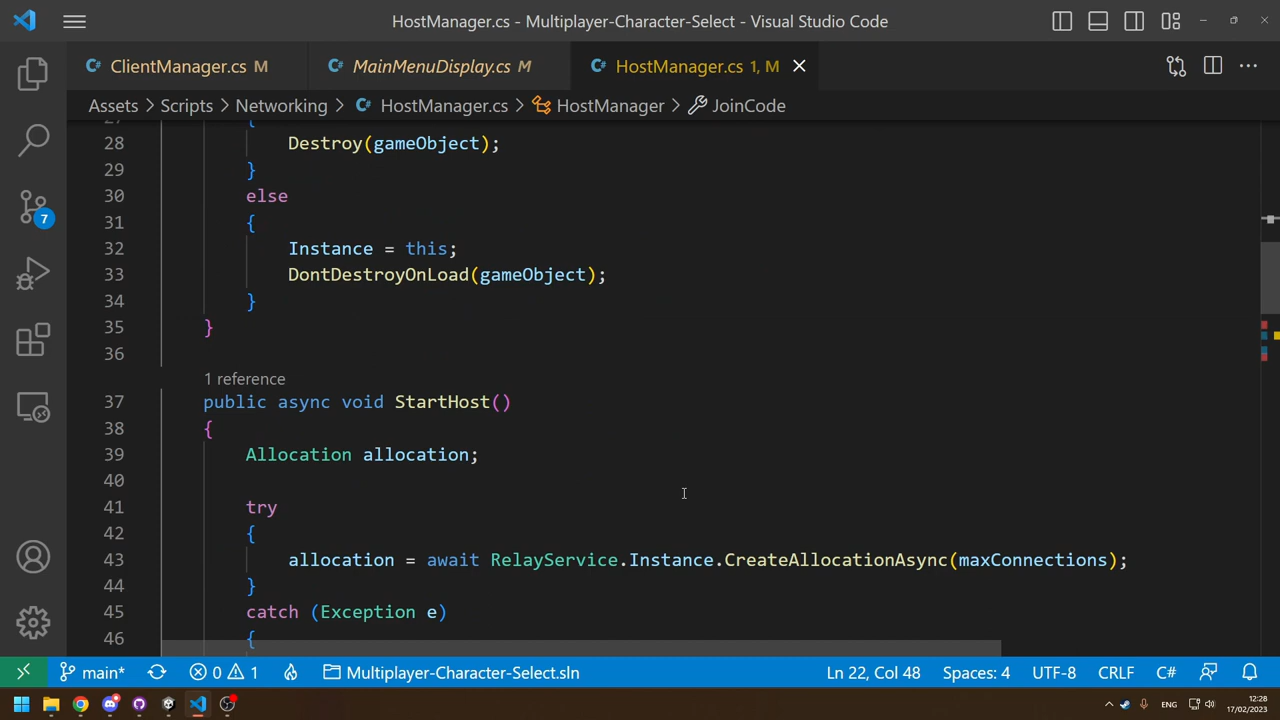 HostManager.cs - Multiplayer-Character-Select - Visual Studio Code
ClientManager.cs M
MainMenuDisplay.cs M
HostManager.cs 1, M
Assets > Scripts > Networking > HostManager.cs > HostManager > JoinCode
27 {
28 Destroy(gameObject);
29 }
30 else
31 {
32 Instance = this;
33 DontDestroyOnLoad(gameObject);
34 }
35 }
36
1 reference
37 public async void StartHost()
38 {
39 Allocation allocation;
40
41 try
42 {
43 allocation = await RelayService.Instance.CreateAllocationAsync(maxConnections);
44 }
45 catch (Exception e)
46 {
7
main* 0 1 Multiplayer-Character-Select.sln Ln 22, Col 48 Spaces: 4 UTF-8 CRLF C#
ENG 12:28
17/02/2023